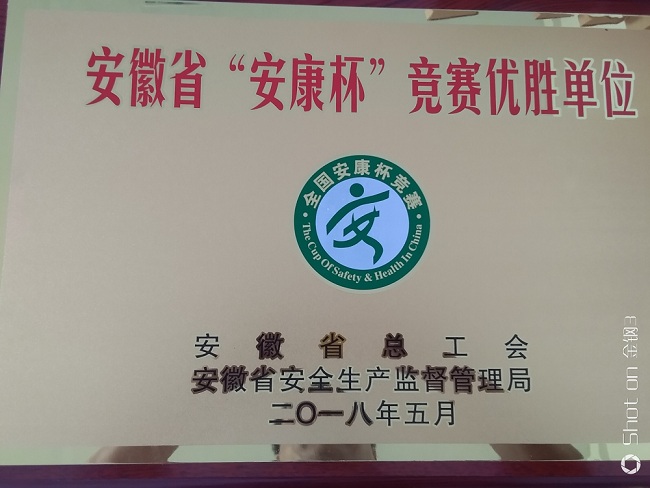 安徽省“安康杯”竞赛优胜单位
·全国安康杯竞赛·
The Cup Of Safety & Health In China
安徽省总工会
安徽省安全生产监督管理局
二〇一八年五月
Shot on 金钢3